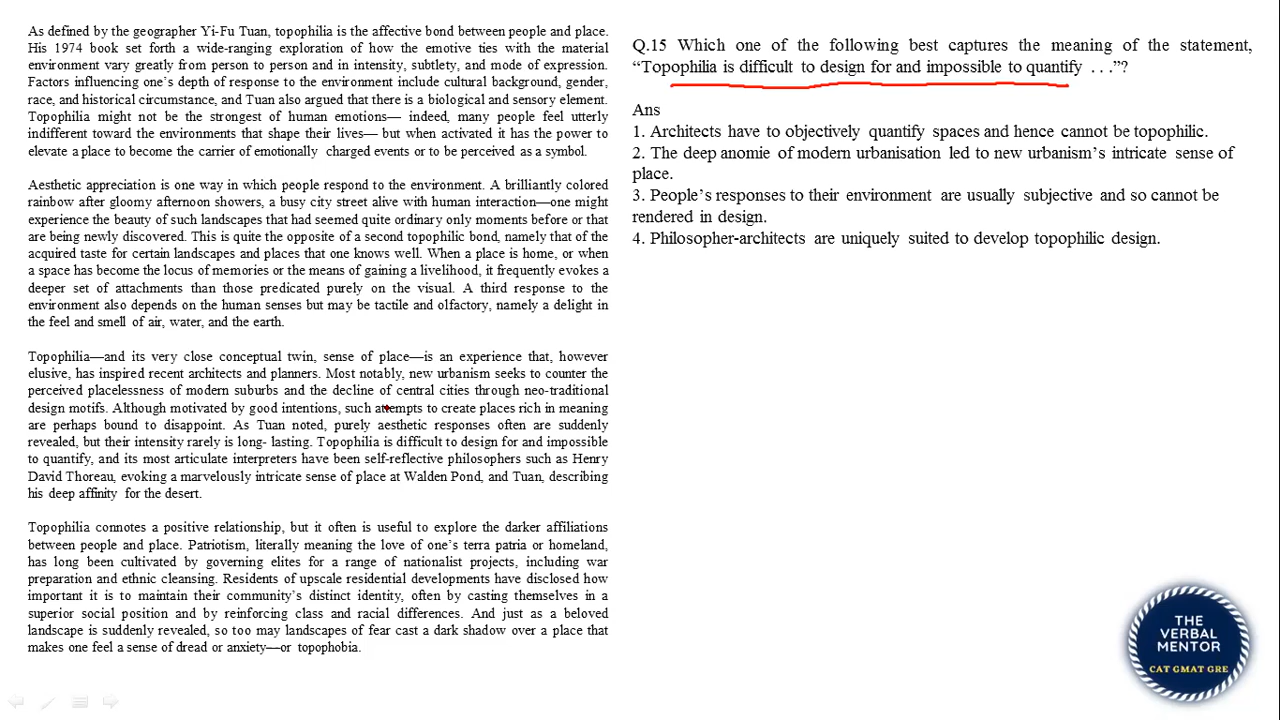 As defined by the geographer Yi-Fu Tuan, topophilia is the affective bond between people and place.
His 1974 book set forth a wide-ranging exploration of how the emotive ties with the material
environment vary greatly from person to person and in intensity, subtlety, and mode of expression.
Factors influencing one's depth of response to the environment include cultural background, gender,
race, and historical circumstance, and Tuan also argued that there is a biological and sensory element.
Topophilia might not be the strongest of human emotions— indeed, many people feel utterly
indifferent toward the environments that shape their lives— but when activated it has the power to
elevate a place to become the carrier of emotionally charged events or to be perceived as a symbol.
Aesthetic appreciation is one way in which people respond to the environment. A brilliantly colored
rainbow after gloomy afternoon showers, a busy city street alive with human interaction—one might
experience the beauty of such landscapes that had seemed quite ordinary only moments before or that
are being newly discovered. This is quite the opposite of a second topophilic bond, namely that of the
acquired taste for certain landscapes and places that one knows well. When a place is home, or when
a space has become the locus of memories or the means of gaining a livelihood, it frequently evokes a
deeper set of attachments than those predicated purely on the visual. A third response to the
environment also depends on the human senses but may be tactile and olfactory, namely a delight in
the feel and smell of air, water, and the earth.
Topophilia—and its very close conceptual twin, sense of place—is an experience that, however
elusive, has inspired recent architects and planners. Most notably, new urbanism seeks to counter the
perceived placelessness of modern suburbs and the decline of central cities through neo-traditional
design motifs. Although motivated by good intentions, such attempts to create places rich in meaning
are perhaps bound to disappoint. As Tuan noted, purely aesthetic responses often are suddenly
revealed, but their intensity rarely is long- lasting. Topophilia is difficult to design for and impossible
to quantify, and its most articulate interpreters have been self-reflective philosophers such as Henry
David Thoreau, evoking a marvelously intricate sense of place at Walden Pond, and Tuan, describing
his deep affinity for the desert.
Topophilia connotes a positive relationship, but it often is useful to explore the darker affiliations
between people and place. Patriotism, literally meaning the love of one's terra patria or homeland,
has long been cultivated by governing elites for a range of nationalist projects, including war
preparation and ethnic cleansing. Residents of upscale residential developments have disclosed how
important it is to maintain their community's distinct identity, often by casting themselves in a
superior social position and by reinforcing class and racial differences. And just as a beloved
landscape is suddenly revealed, so too may landscapes of fear cast a dark shadow over a place that
makes one feel a sense of dread or anxiety—or topophobia.
Q.15 Which one of the following best captures the meaning of the statement,
“Topophilia is difficult to design for and impossible to quantify . . .”?
Ans
1. Architects have to objectively quantify spaces and hence cannot be topophilic.
2. The deep anomie of modern urbanisation led to new urbanism's intricate sense of
place.
3. People's responses to their environment are usually subjective and so cannot be
rendered in design.
4. Philosopher-architects are uniquely suited to develop topophilic design.
THE
VERBAL
MENTOR
CAT GMAT GRE